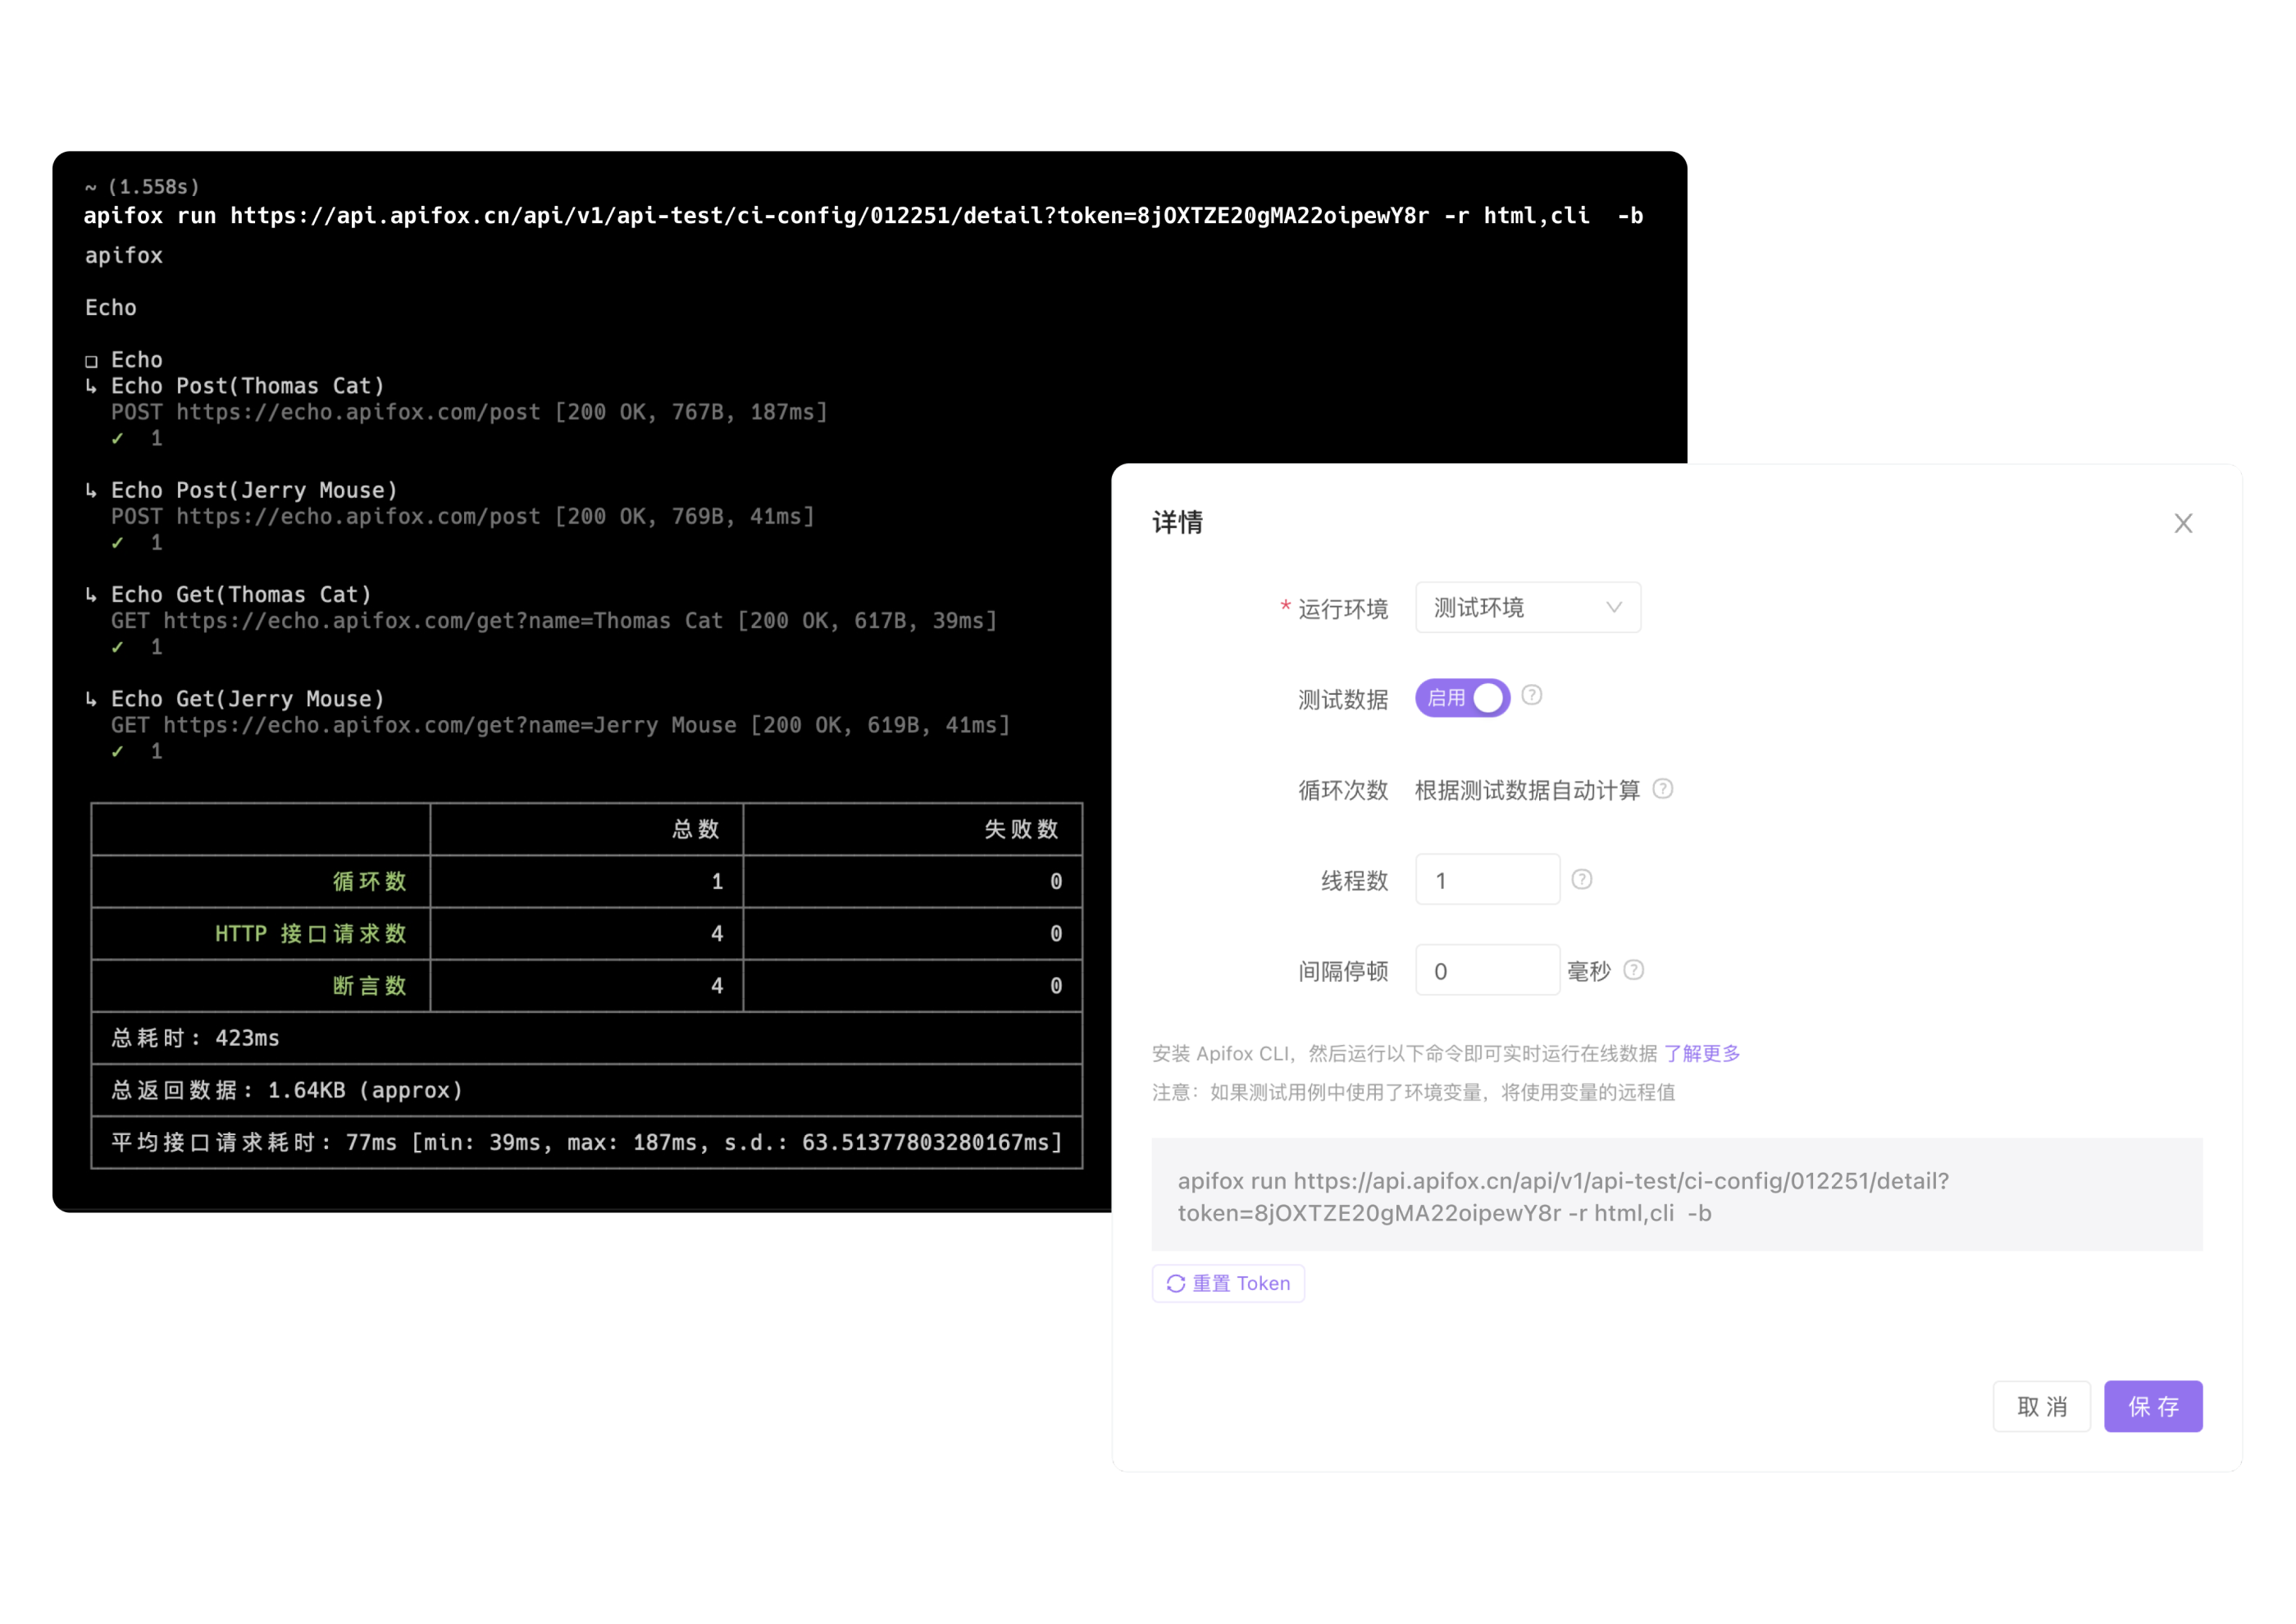 ~ (1.558s)
apifox run https://api.apifox.cn/api/v1/api-test/ci-config/012251/detail?token=8jOXTZE20gMA22oipewY8r -r html,cli  -b
apifox
Echo
❏ Echo
↳ Echo Post(Thomas Cat)
POST https://echo.apifox.com/post [200 OK, 767B, 187ms]
✓  1
↳ Echo Post(Jerry Mouse)
POST https://echo.apifox.com/post [200 OK, 769B, 41ms]
✓  1
↳ Echo Get(Thomas Cat)
GET https://echo.apifox.com/get?name=Thomas Cat [200 OK, 617B, 39ms]
✓  1
↳ Echo Get(Jerry Mouse)
GET https://echo.apifox.com/get?name=Jerry Mouse [200 OK, 619B, 41ms]
✓  1
总数 失败数
循环数 1 0
HTTP 接口请求数 4 0
断言数 4 0
总耗时: 423ms
总返回数据: 1.64KB (approx)
平均接口请求耗时: 77ms [min: 39ms, max: 187ms, s.d.: 63.51377803280167ms]
详情
* 运行环境 测试环境
测试数据 启用
循环次数 根据测试数据自动计算
线程数 1
间隔停顿 0 毫秒
安装 Apifox CLI，然后运行以下命令即可实时运行在线数据 了解更多
注意：如果测试用例中使用了环境变量，将使用变量的远程值
apifox run https://api.apifox.cn/api/v1/api-test/ci-config/012251/detail?
token=8jOXTZE20gMA22oipewY8r -r html,cli  -b
重置 Token
取 消 保 存